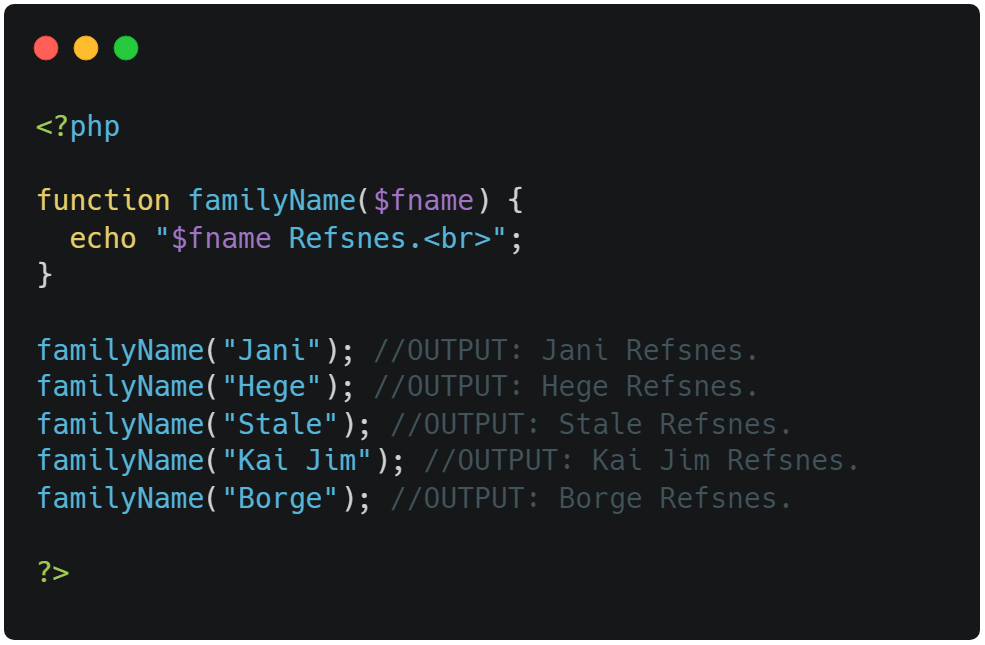 <?php
function familyName($fname) {
  echo "$fname Refsnes.<br>";
}
familyName("Jani"); //OUTPUT: Jani Refsnes.
familyName("Hege"); //OUTPUT: Hege Refsnes.
familyName("Stale"); //OUTPUT: Stale Refsnes.
familyName("Kai Jim"); //OUTPUT: Kai Jim Refsnes.
familyName("Borge"); //OUTPUT: Borge Refsnes.
?>